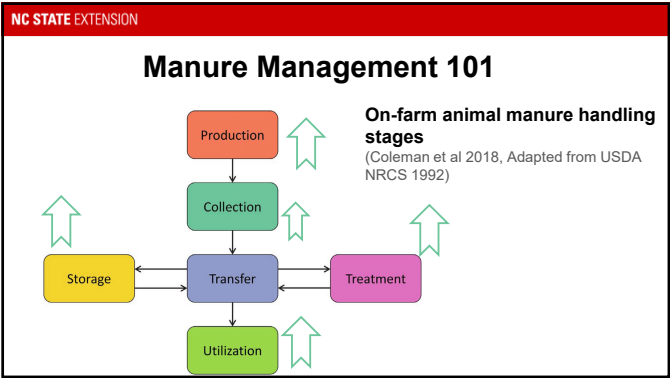 NC STATE EXTENSION
Manure Management 101
On-farm animal manure handling
stages
(Coleman et al 2018, Adapted from USDA
NRCS 1992)
Production
Collection
Storage
Transfer
Treatment
Utilization